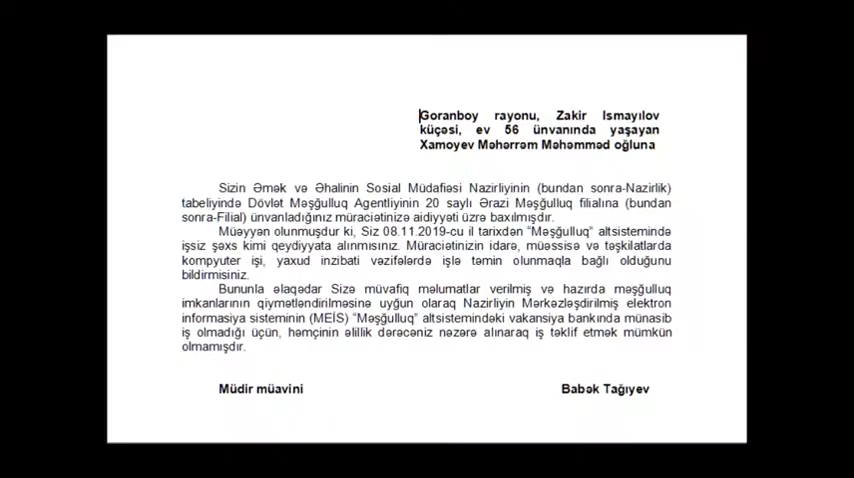 Goranboy rayonu, Zakir Ismayılov
küçəsi, ev 56 ünvanında yaşayan
Xamoyev Məhərrəm Məhəmməd oğluna
Sizin Əmək və Əhalinin Sosial Müdafiəsi Nazirliyinin (bundan sonra-Nazirlik)
tabeliyində Dövlət Məşğulluq Agentliyinin 20 saylı Ərazi Məşğulluq filialına (bundan
sonra-Filial) ünvanladığınız müraciətinizə aidiyyəti üzrə baxılmışdır.
Müəyyən olunmuşdur ki, Siz 08.11.2019-cu il tarixdən “Məşğulluq” altsistemində
işsiz şəxs kimi qeydiyyata alınmısınız. Müraciətinizin idarə, müəssisə və təşkilatlarda
kompyuter işi, yaxud inzibati vəzifələrdə işlə təmin olunmaqla bağlı olduğunu
bildirmisiniz.
Bununla əlaqədar Sizə müvafiq məlumatlar verilmiş və hazırda məşğulluq
imkanlarının qiymətləndirilməsinə uyğun olaraq Nazirliyin Mərkəzləşdirilmiş elektron
informasiya sisteminin (MEİS) “Məşğulluq” altsistemindəki vakansiya bankında münasib
iş olmadığı üçün, həmçinin əlillik dərəcəniz nəzərə alınaraq iş təklif etmək mümkün
olmamışdır.
Müdir müavini Babək Tağıyev